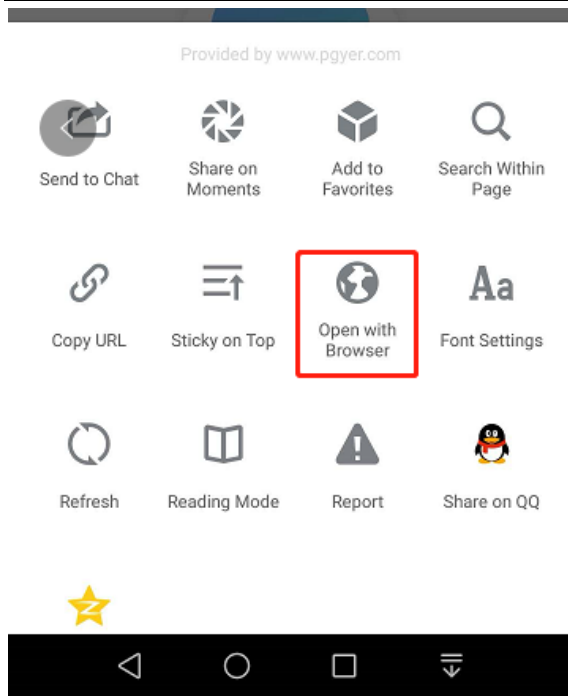 Provided by www.pgyer.com
Send to Chat
Share on
Moments
Add to
Favorites
Search Within
Page
Copy URL
Sticky on Top
Open with
Browser
Aa
Font Settings
Refresh
Reading Mode
Report
Share on QQ